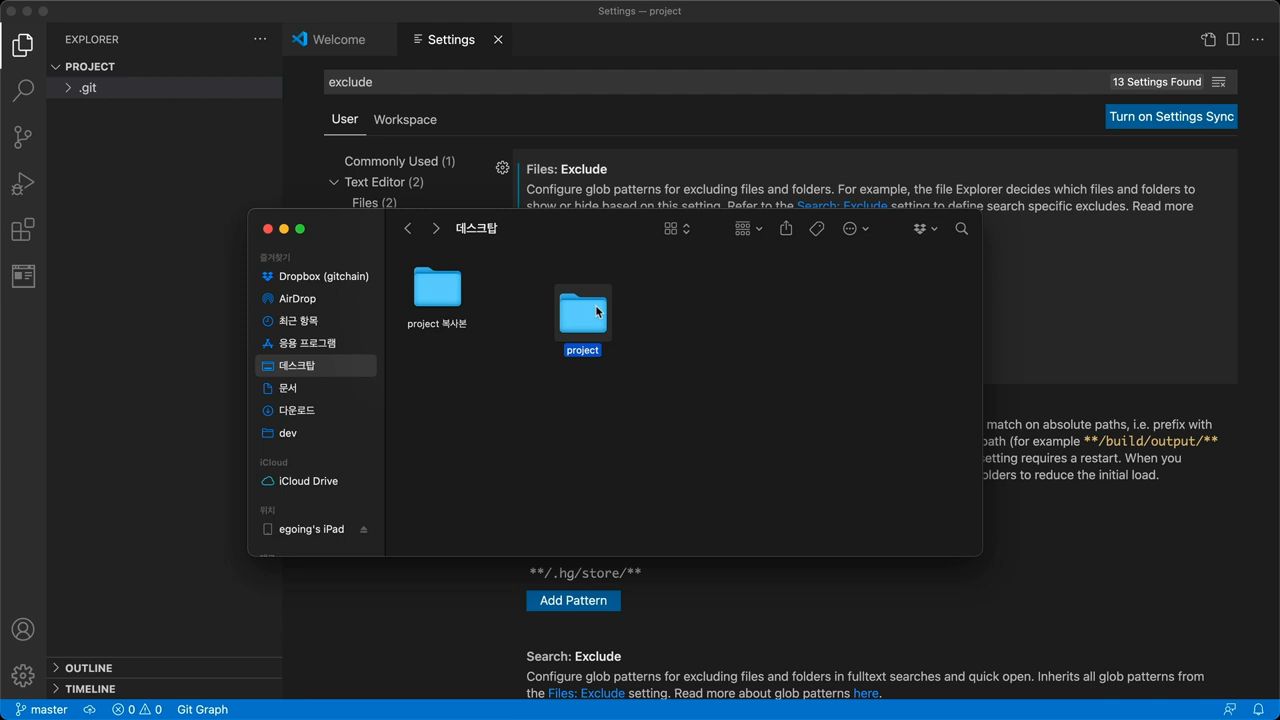 Settings — project
EXPLORER
PROJECT
.git
OUTLINE
TIMELINE
Welcome
Settings
exclude
13 Settings Found
User
Workspace
Turn on Settings Sync
Commonly Used (1)
Text Editor (2)
Files (2)
Files: Exclude
Configure glob patterns for excluding files and folders. For example, the file Explorer decides which files and folders to
show or hide based on this setting. Refer to the Search: Exclude setting to define search specific excludes. Read more
데스크탑
즐겨찾기
Dropbox (gitchain)
AirDrop
최근 항목
응용 프로그램
데스크탑
문서
다운로드
dev
iCloud
iCloud Drive
위치
egoing's iPad
project 복사본
project
match on absolute paths, i.e. prefix with
path (for example **/build/output/**
setting requires a restart. When you
olders to reduce the initial load.
**/.hg/store/**
Add Pattern
Search: Exclude
Configure glob patterns for excluding files and folders in fulltext searches and quick open. Inherits all glob patterns from
the Files: Exclude setting. Read more about glob patterns here.
master
0
0
Git Graph